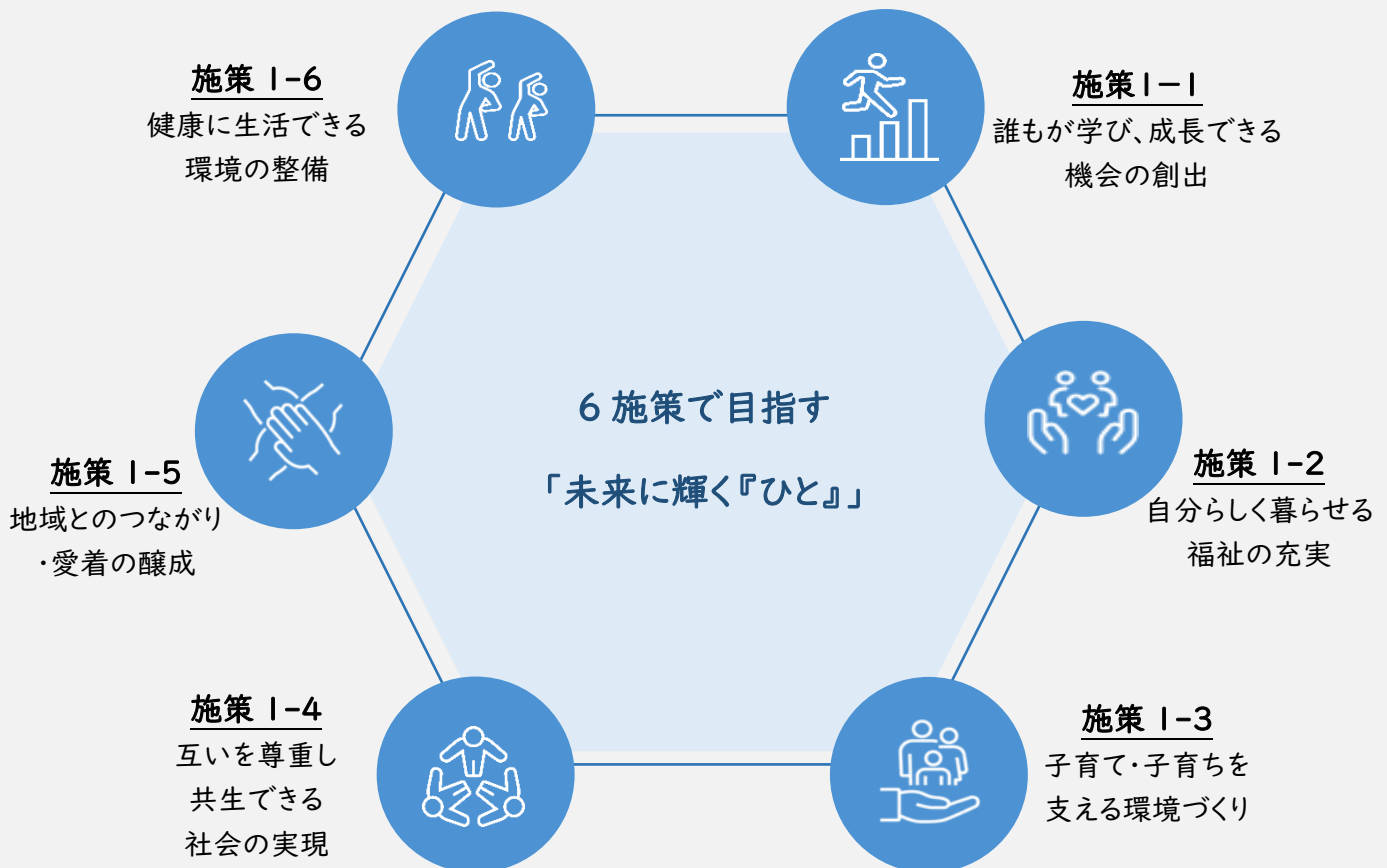 施策 1-6
健康に生活できる
環境の整備
施策1-1
誰もが学び、成長できる
機会の創出
6 施策で目指す
「未来に輝く『ひと』」
施策 1-5
地域とのつながり
・愛着の醸成
施策 1-2
自分らしく暮らせる
福祉の充実
施策 1-4
互いを尊重し
共生できる
社会の実現
施策 1-3
子育て・子育ちを
支える環境づくり